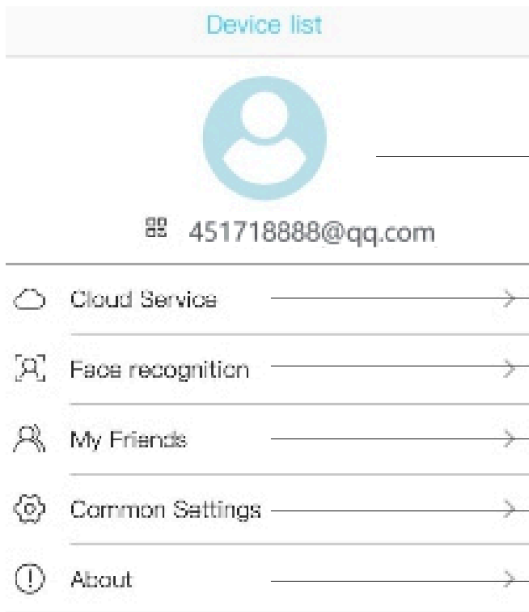 Device list
451718888@qq.com
Cloud Service
Face recognition
My Friends
Common Settings
About